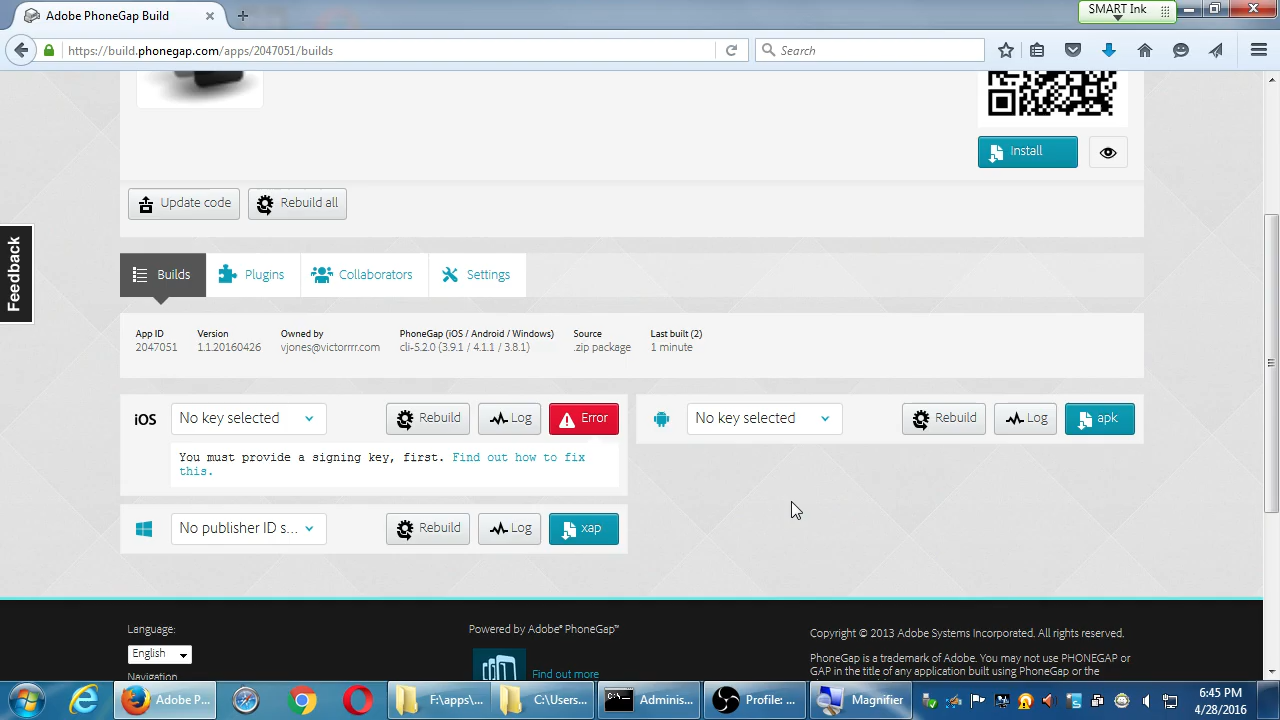 Adobe PhoneGap Build
SMART Ink
https://build.phonegap.com/apps/2047051/builds
Search
Install
Update code
Rebuild all
Feedback
Builds
Plugins
Collaborators
Settings
App ID
2047051
Version
1.1.20160426
Owned by
vjones@victorrrr.com
PhoneGap (iOS / Android / Windows)
cli-5.2.0 (3.9.1 / 4.1.1 / 3.8.1)
Source
.zip package
Last built (2)
1 minute
iOS
No key selected
Rebuild
Log
Error
You must provide a signing key, first. Find out how to fix
this.
No key selected
Rebuild
Log
apk
No publisher ID s...
Rebuild
Log
xap
Language:
English
Navigation
Powered by Adobe® PhoneGap™
Find out more
Copyright © 2013 Adobe Systems Incorporated. All rights reserved.
PhoneGap is a trademark of Adobe. You may not use PHONEGAP or
GAP in the title of any application built using PhoneGap or the
Adobe P...
F:\apps\...
C:\Users...
C:\.
Adminis...
Profile: ...
Magnifier
6:45 PM
4/28/2016